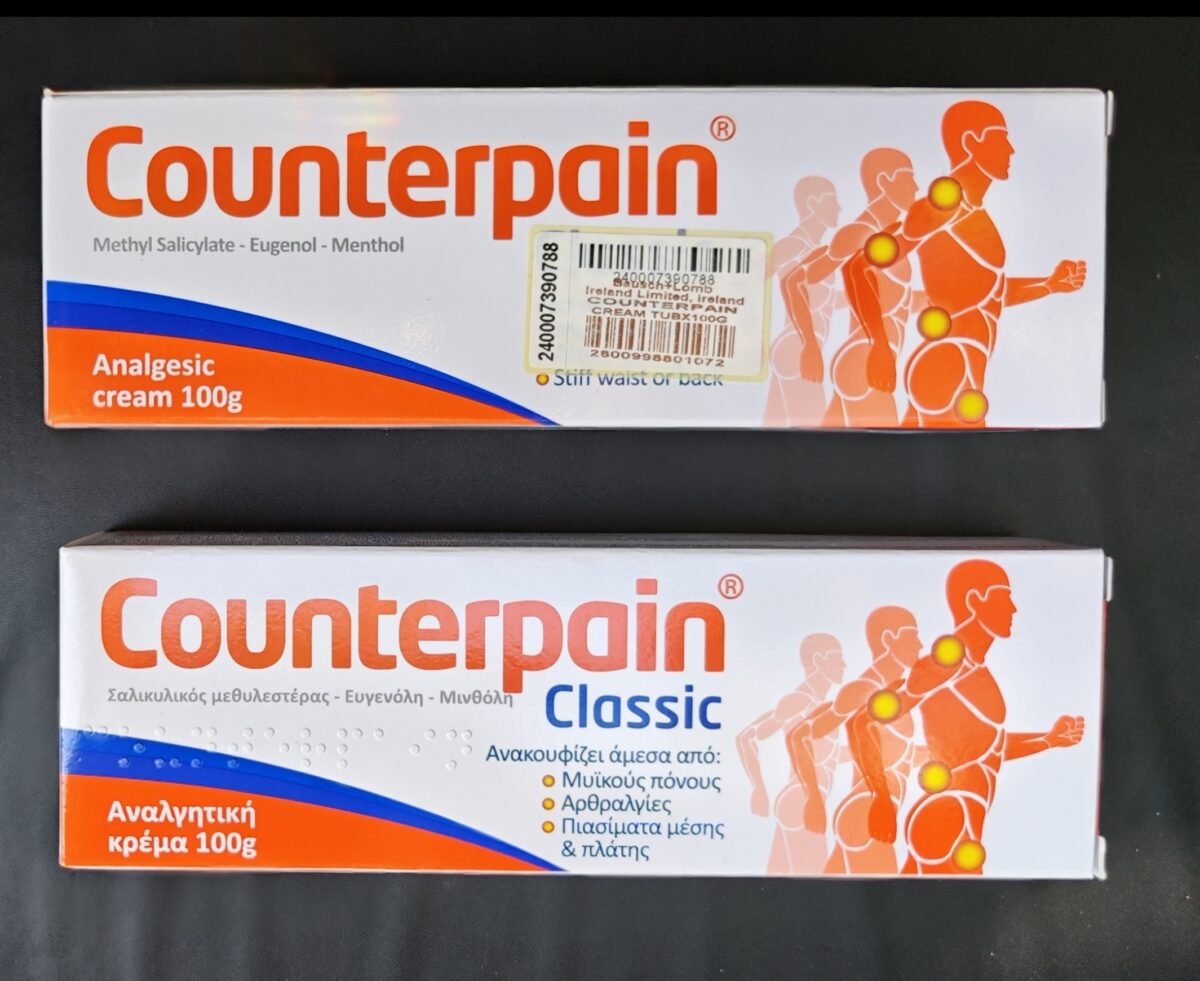 Counterpain®
Methyl Salicylate - Eugenol - Menthol
Analgesic
cream 100g
240007390788
240007390788
Bausch+Lomb
Ireland Limited, Ireland
COUNTERPAIN
CREAM TUBX100G
2800998801072
Stiff waist or back
Counterpain®
Classic
Σαλικυλικός μεθυλεστέρας - Ευγενόλη - Μινθόλη
Ανακουφίζει άμεσα από:
Μυϊκούς πόνους
Αρθραλγίες
Πιασίματα μέσης
& πλάτης
Αναλγητική
κρέμα 100g